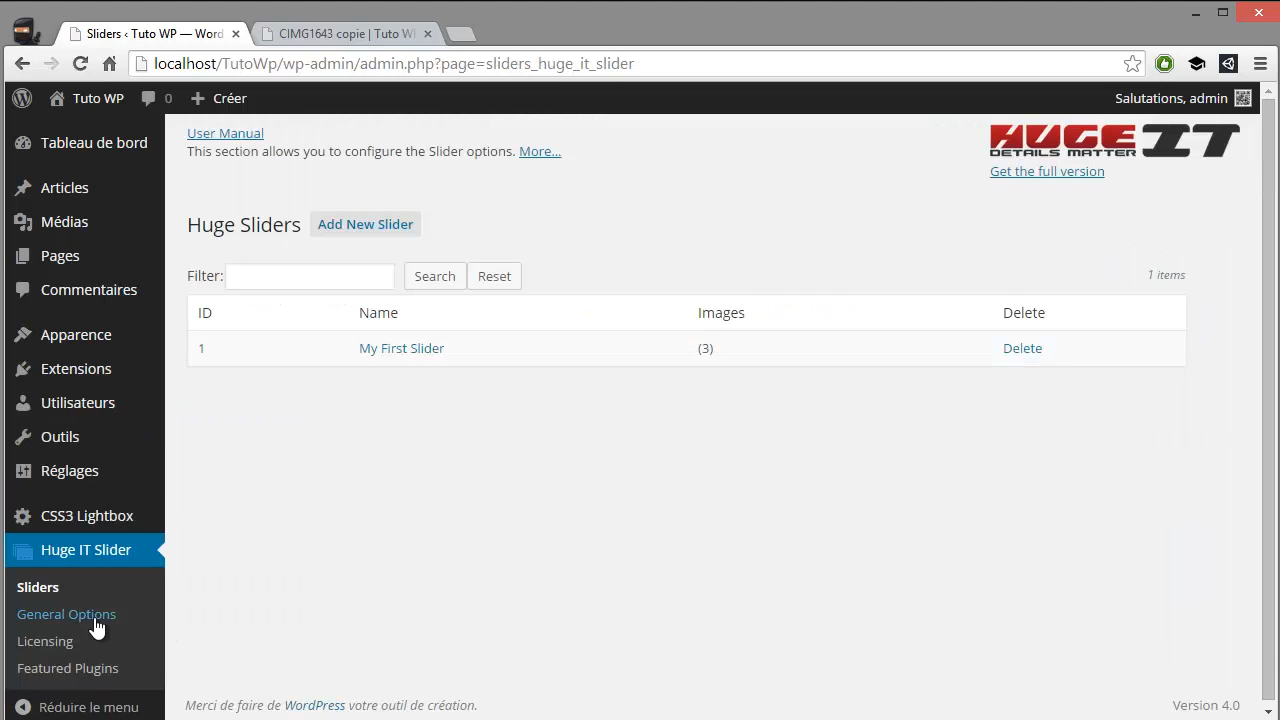 Sliders ‹ Tuto WP — Word
CIMG1643 copie | Tuto W
localhost/TutoWp/wp-admin/admin.php?page=sliders_huge_it_slider
Tuto WP 0 Créer Salutations, admin
Tableau de bord
Articles
Médias
Pages
Commentaires
Apparence
Extensions
Utilisateurs
Outils
Réglages
CSS3 Lightbox
Huge IT Slider
Sliders
General Options
Licensing
Featured Plugins
Réduire le menu
User Manual
This section allows you to configure the Slider options. More...
HUGE IT
DETAILS MATTER
Get the full version
Huge Sliders Add New Slider
Filter: Search Reset 1 items
ID Name Images Delete
1 My First Slider (3) Delete
Merci de faire de WordPress votre outil de création. Version 4.0